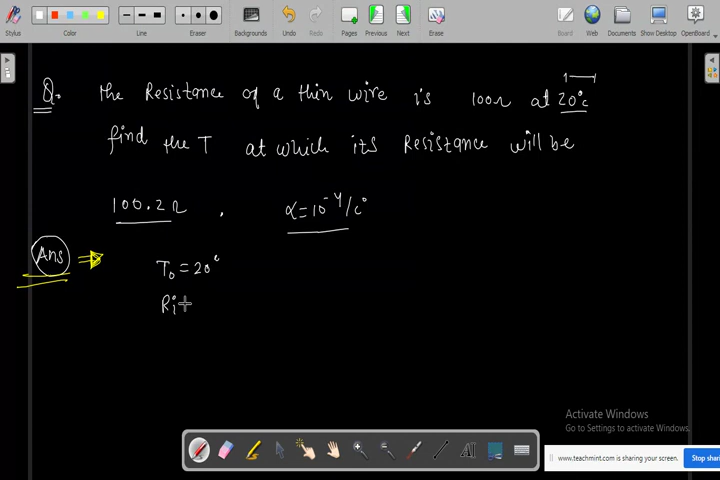 Stylus Color Line Eraser Backgrounds Undo Redo Pages Previous Next Erase Board Web Documents Show Desktop OpenBoard
Q. the Resistance of a thin wire is 100Ω at 20°c
find the T at which its Resistance will be
100.2Ω . α=10⁻⁴/c°
Ans ⇒ T₀ = 20°
Ri
Activate Windows
Go to Settings to activate Windows.
www.teachmint.com is sharing your screen. Stop shari